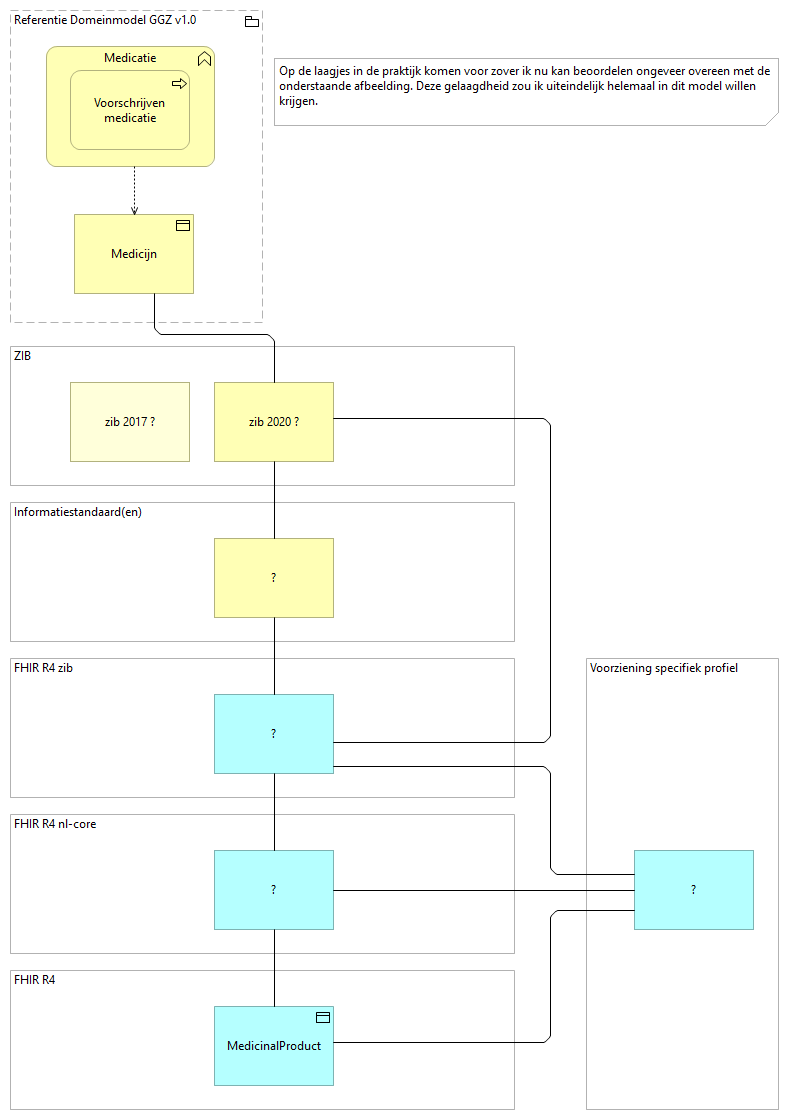 Referentie Domeinmodel GGZ v1.0
Medicatie
Voorschrijven
medicatie
Medicijn
Op de laagjes in de praktijk komen voor zover ik nu kan beoordelen ongeveer overeen met de
onderstaande afbeelding. Deze gelaagdheid zou ik uiteindelijk helemaal in dit model willen
krijgen.
ZIB
zib 2017 ?
zib 2020 ?
Informatiestandaard(en)
?
FHIR R4 zib
?
Voorziening specifiek profiel
FHIR R4 nl-core
?
?
FHIR R4
MedicinalProduct